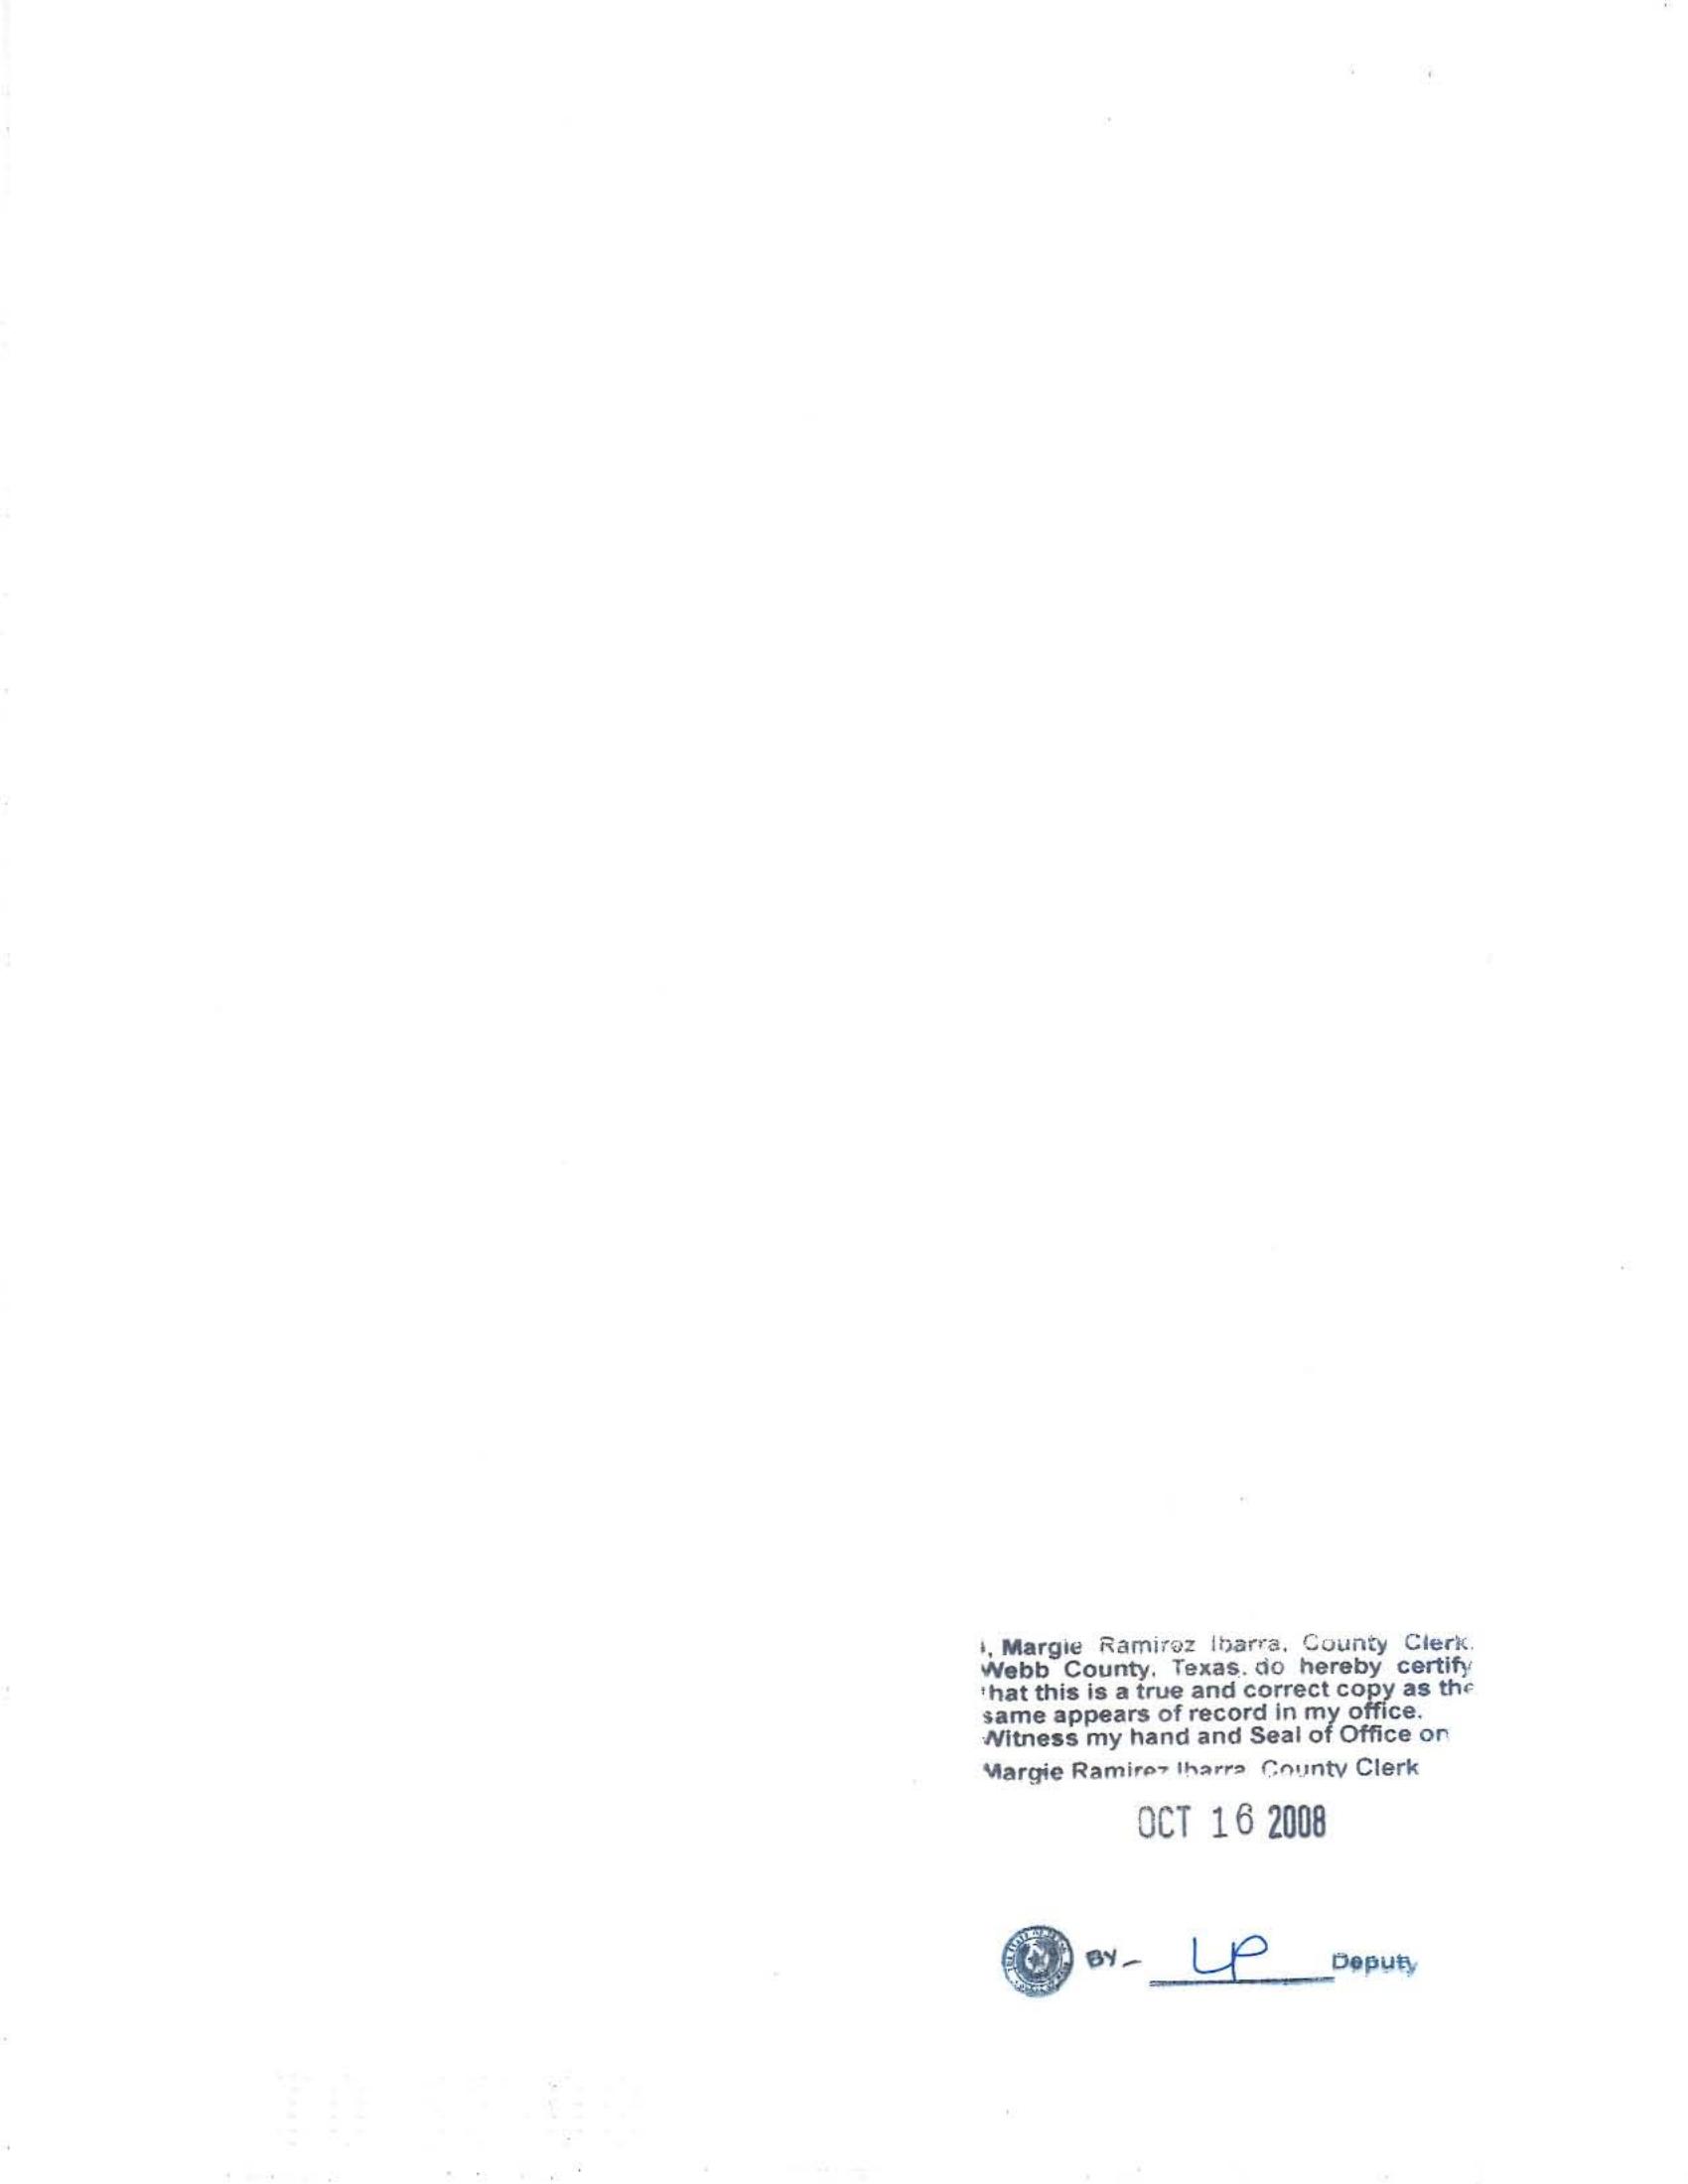 I, Margie Ramirez Ibarra, County Clerk,
Webb County, Texas, do hereby certify
that this is a true and correct copy as the
same appears of record in my office.
Witness my hand and Seal of Office on
Margie Ramirez Ibarra County Clerk
OCT 16 2008
BY- LP Deputy